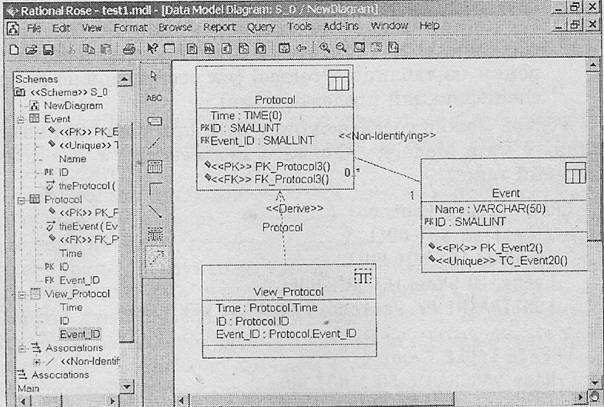 Rational Rose - test1.mdl - [Data Model Diagram: S_0 / NewDiagram]
File Edit View Format Browse Report Query Tools Add-Ins Window Help
Schemas
<<Schema>> S_0
NewDiagram
Event
<<PK>> PK_E
<<Unique>> T
Name
PK ID
theProtocol (
Protocol
<<PK>> PK_P
theEvent ( Ev
<<FK>> FK_P
Time
PK ID
FK Event_ID
View_Protocol
Time
ID
Event_ID
Associations
<<Non-Identif
Associations
Main
ABC
Protocol
Time : TIME(0)
PK ID : SMALLINT
FK Event_ID : SMALLINT
<<PK>> PK_Protocol3()
<<FK>> FK_Protocol3()
<<Non-Identifying>>
0..*
1
Event
Name : VARCHAR(50)
PK ID : SMALLINT
<<PK>> PK_Event2()
<<Unique>> TC_Event20()
<<Derive>>
Protocol
View_Protocol
Time : Protocol.Time
ID : Protocol.ID
Event_ID : Protocol.Event_ID